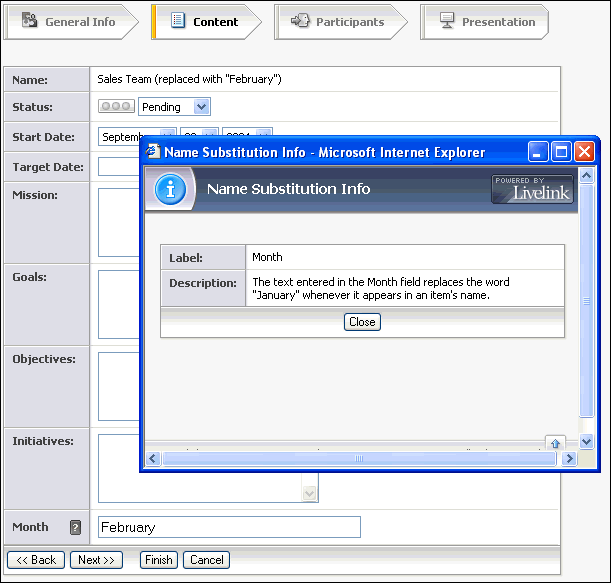 General Info
Content
Participants
Presentation
Name: Sales Team (replaced with "February")
Status: Pending
Start Date:
Target Date:
Name Substitution Info - Microsoft Internet Explorer
Name Substitution Info
POWERED BY
Livelink
Mission:
Label: Month
Description: The text entered in the Month field replaces the word
"January" whenever it appears in an item's name.
Close
Goals:
Objectives:
Initiatives:
Month ? February
<< Back Next >> Finish Cancel